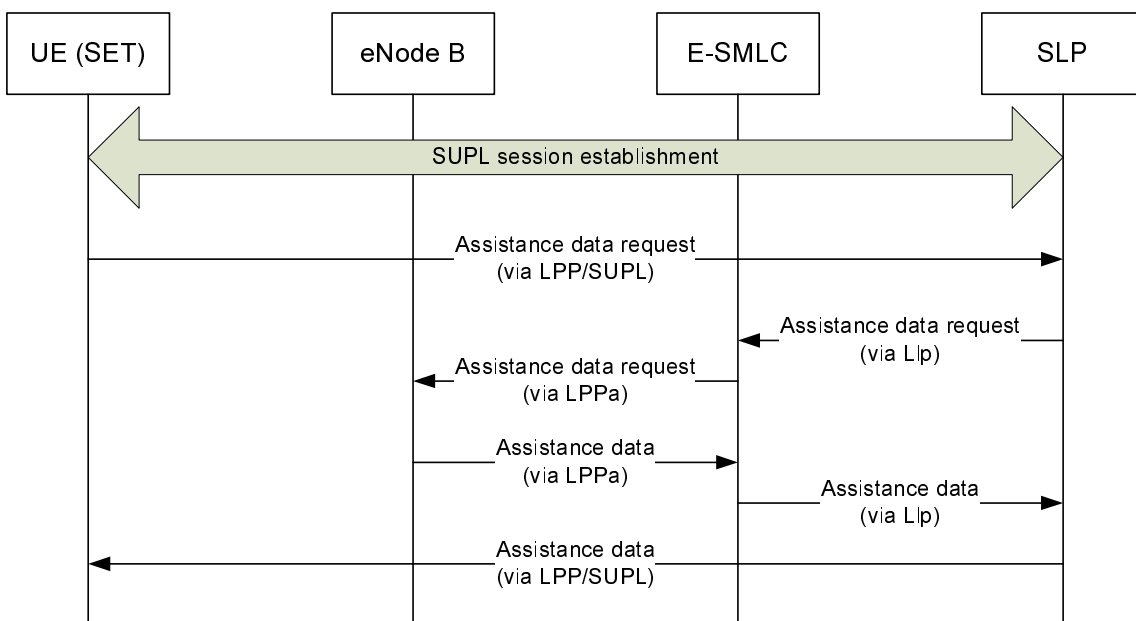 UE (SET)
eNode B
E-SMLC
SLP
SUPL session establishment
Assistance data request
(via LPP/SUPL)
Assistance data request
(via Llp)
Assistance data request
(via LPPa)
Assistance data
(via LPPa)
Assistance data
(via Llp)
Assistance data
(via LPP/SUPL)